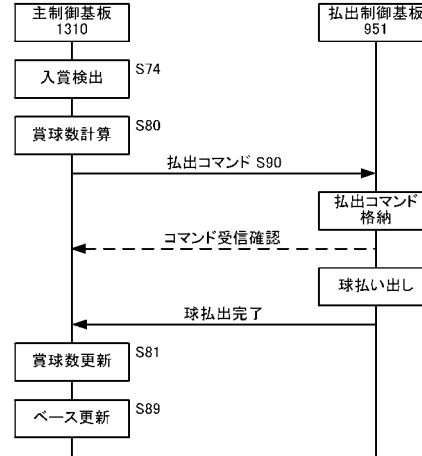 主制御基板
1310
払出制御基板
951
入賞検出
S74
賞球数計算
S80
払出コマンド S90
払出コマンド
格納
コマンド受信確認
球払い出し
球払出完了
賞球数更新
S81
ベース更新
S89